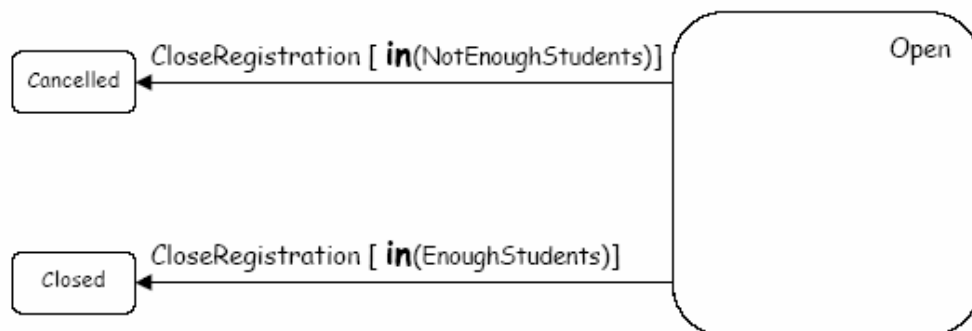 CloseRegistration [ in(NotEnoughStudents)]
Open
Cancelled
CloseRegistration [ in(EnoughStudents)]
Closed